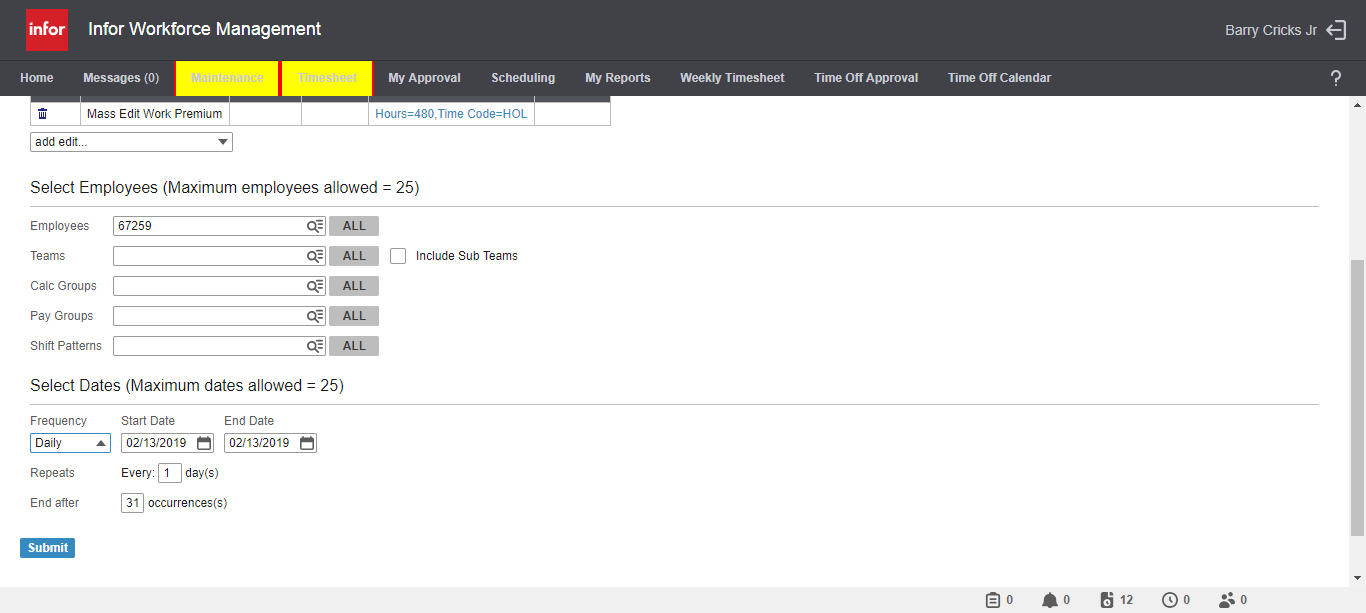 infor Infor Workforce Management Barry Cricks Jr
Home Messages (0) Maintenance Timesheet My Approval Scheduling My Reports Weekly Timesheet Time Off Approval Time Off Calendar ?
Mass Edit Work Premium Hours=480,Time Code=HOL
add edit...
Select Employees (Maximum employees allowed = 25)
Employees 67259 ALL
Teams ALL Include Sub Teams
Calc Groups ALL
Pay Groups ALL
Shift Patterns ALL
Select Dates (Maximum dates allowed = 25)
Frequency Start Date End Date
Daily 02/13/2019 02/13/2019
Repeats Every: 1 day(s)
End after 31 occurrences(s)
Submit
0 0 12 0 0